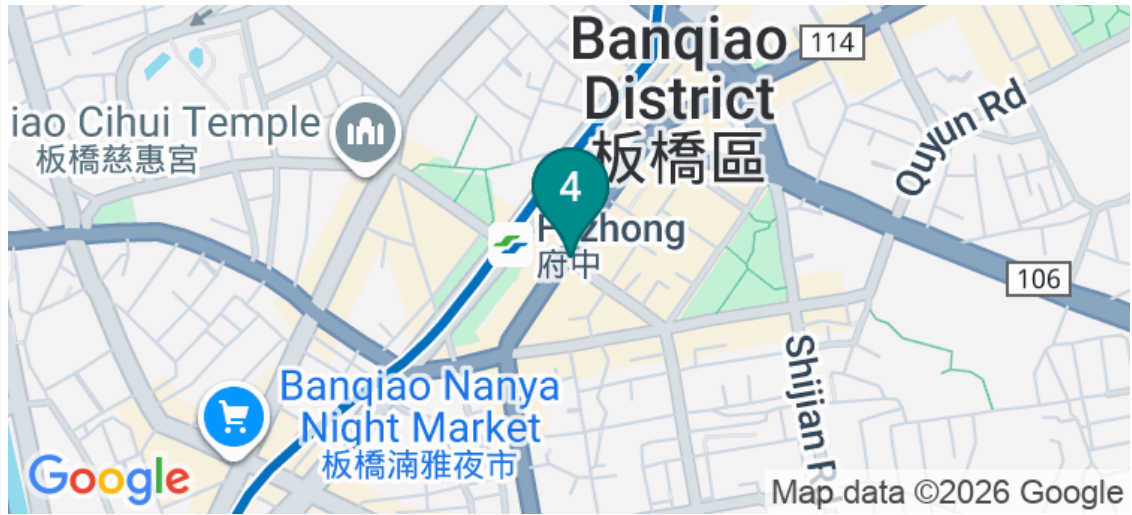 Banqiao
District
板橋區
114
Quyun Rd
iao Cihui Temple
板橋慈惠宮
4
zhong
府中
106
Shijian R
Banqiao Nanya
Night Market
板橋湳雅夜市
Google
Map data ©2026 Google